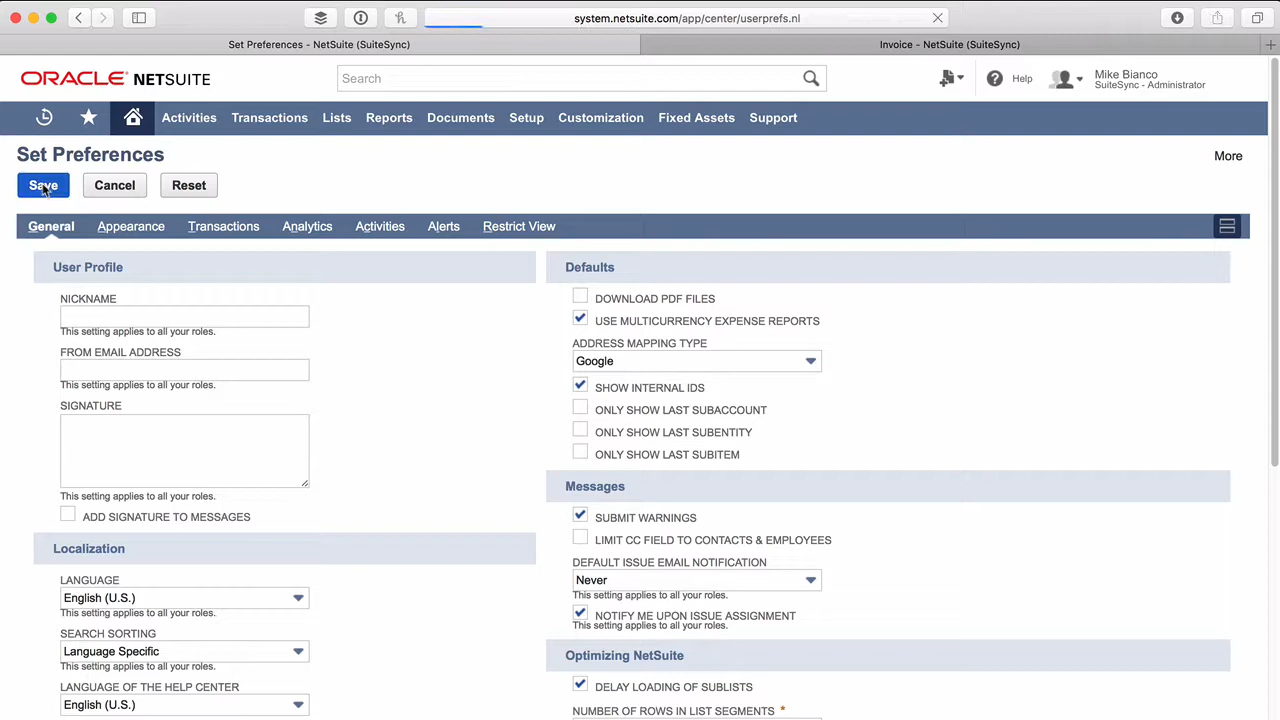 system.netsuite.com/app/center/userprefs.nl
Set Preferences - NetSuite (SuiteSync)
Invoice - NetSuite (SuiteSync)
ORACLE NETSUITE
Search
Help
Mike Bianco
SuiteSync - Administrator
Activities Transactions Lists Reports Documents Setup Customization Fixed Assets Support
Set Preferences
More
Save Cancel Reset
General Appearance Transactions Analytics Activities Alerts Restrict View
User Profile
NICKNAME
This setting applies to all your roles.
FROM EMAIL ADDRESS
This setting applies to all your roles.
SIGNATURE
This setting applies to all your roles.
ADD SIGNATURE TO MESSAGES
Localization
LANGUAGE
English (U.S.)
This setting applies to all your roles.
SEARCH SORTING
Language Specific
This setting applies to all your roles.
LANGUAGE OF THE HELP CENTER
English (U.S.)
Defaults
DOWNLOAD PDF FILES
USE MULTICURRENCY EXPENSE REPORTS
ADDRESS MAPPING TYPE
Google
SHOW INTERNAL IDS
ONLY SHOW LAST SUBACCOUNT
ONLY SHOW LAST SUBENTITY
ONLY SHOW LAST SUBITEM
Messages
SUBMIT WARNINGS
LIMIT CC FIELD TO CONTACTS & EMPLOYEES
DEFAULT ISSUE EMAIL NOTIFICATION
Never
This setting applies to all your roles.
NOTIFY ME UPON ISSUE ASSIGNMENT
This setting applies to all your roles.
Optimizing NetSuite
DELAY LOADING OF SUBLISTS
NUMBER OF ROWS IN LIST SEGMENTS *